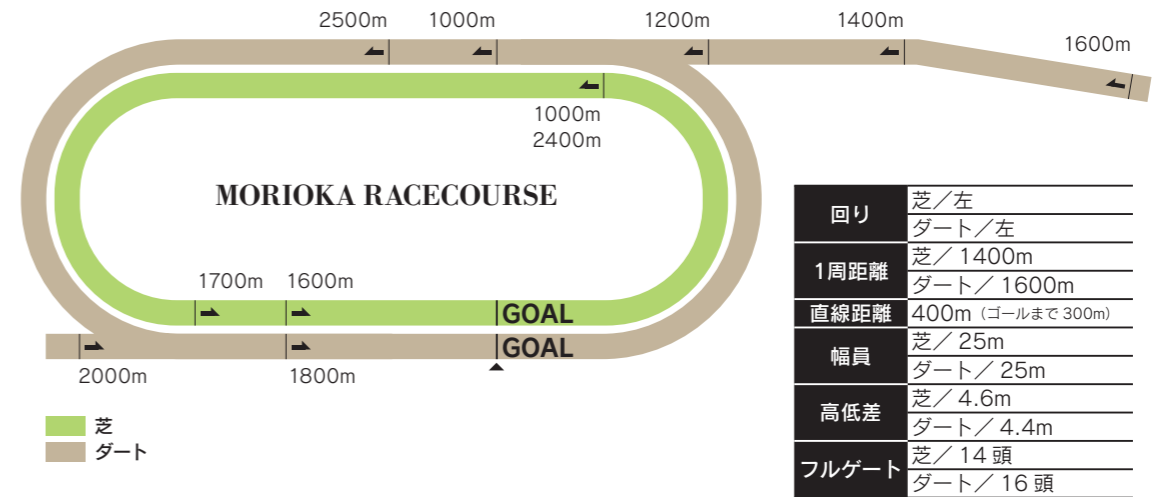 2500m
1000m
1200m
1400m
1600m
1000m
2400m
MORIOKA RACECOURSE
1700m
1600m
GOAL
GOAL
2000m
1800m
芝
ダート
回り
芝／左
ダート／左
1周距離
芝／1400m
ダート／1600m
直線距離
400m（ゴールまで 300m）
幅員
芝／25m
ダート／25m
高低差
芝／4.6m
ダート／4.4m
フルゲート
芝／14 頭
ダート／16 頭